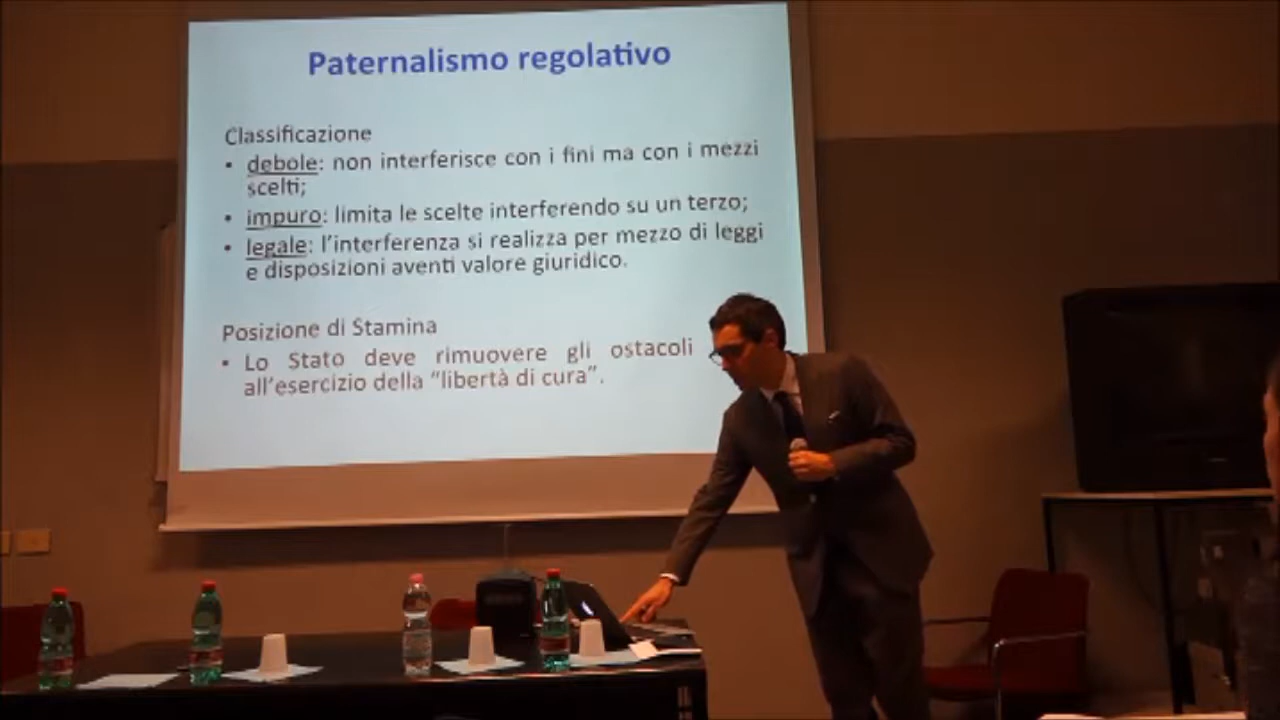 Paternalismo regolativo
Classificazione
• debole: non interferisce con i fini ma con i mezzi
scelti;
• impuro: limita le scelte interferendo su un terzo;
• legale: l'interferenza si realizza per mezzo di leggi
e disposizioni aventi valore giuridico.
Posizione di Stamina
• Lo Stato deve rimuovere gli ostacoli
all'esercizio della "libertà di cura".